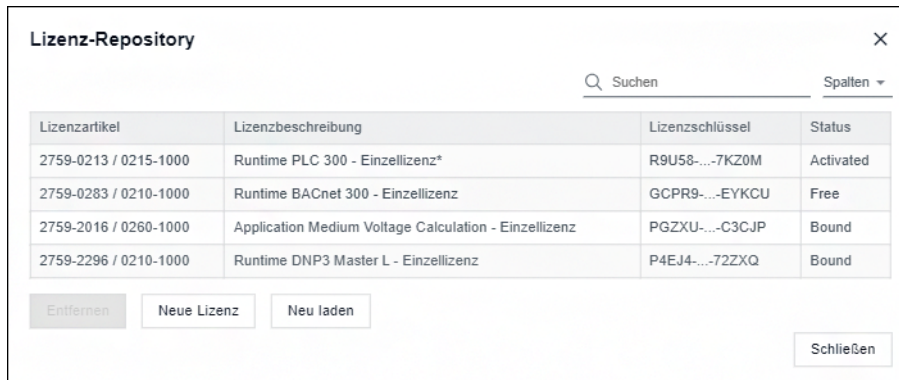 Lizenz-Repository
Suchen Spalten
Lizenzartikel Lizenzbeschreibung Lizenzschlüssel Status
2759-0213 / 0215-1000 Runtime PLC 300 - Einzellizenz* R9U58-...-7KZ0M Activated
2759-0283 / 0210-1000 Runtime BACnet 300 - Einzellizenz GCPR9-...-EYKCU Free
2759-2016 / 0260-1000 Application Medium Voltage Calculation - Einzellizenz PGZXU-...-C3CJP Bound
2759-2296 / 0210-1000 Runtime DNP3 Master L - Einzellizenz P4EJ4-...-72ZXQ Bound
Entfernen Neue Lizenz Neu laden
Schließen